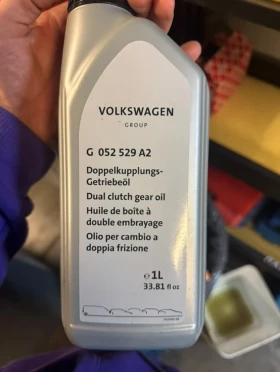 VOLKSWAGEN
GROUP
G 052 529 A2
Doppelkupplungs-
Getriebeöl
Dual clutch gear oil
Huile de boîte à
double embrayage
Olio per cambio a
doppia frizione
℮ 1L
33.81 fl oz